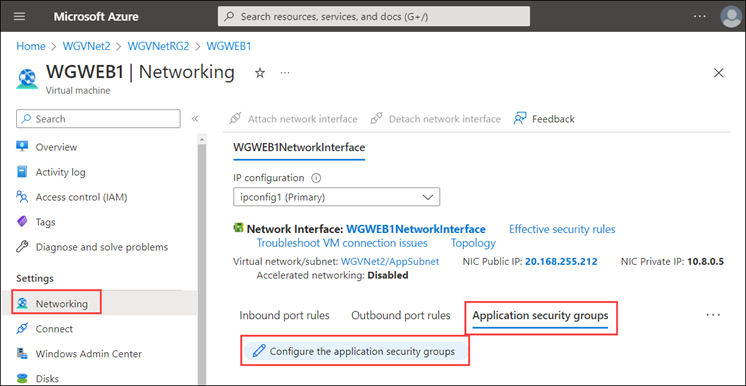 Microsoft Azure
Search resources, services, and docs (G+/)
...
Home > WGVNet2 > WGVNetRG2 > WGWEB1
WGWEB1 | Networking
Virtual machine
Search
Attach network interface
Detach network interface
Feedback
Overview
Activity log
Access control (IAM)
Tags
Diagnose and solve problems
Settings
Networking
Connect
Windows Admin Center
Disks
WGWEB1NetworkInterface
IP configuration
ipconfig1 (Primary)
Network Interface: WGWEB1NetworkInterface Effective security rules
Troubleshoot VM connection issues Topology
Virtual network/subnet: WGVNet2/AppSubnet NIC Public IP: 20.168.255.212 NIC Private IP: 10.8.0.5
Accelerated networking: Disabled
Inbound port rules Outbound port rules Application security groups
Configure the application security groups